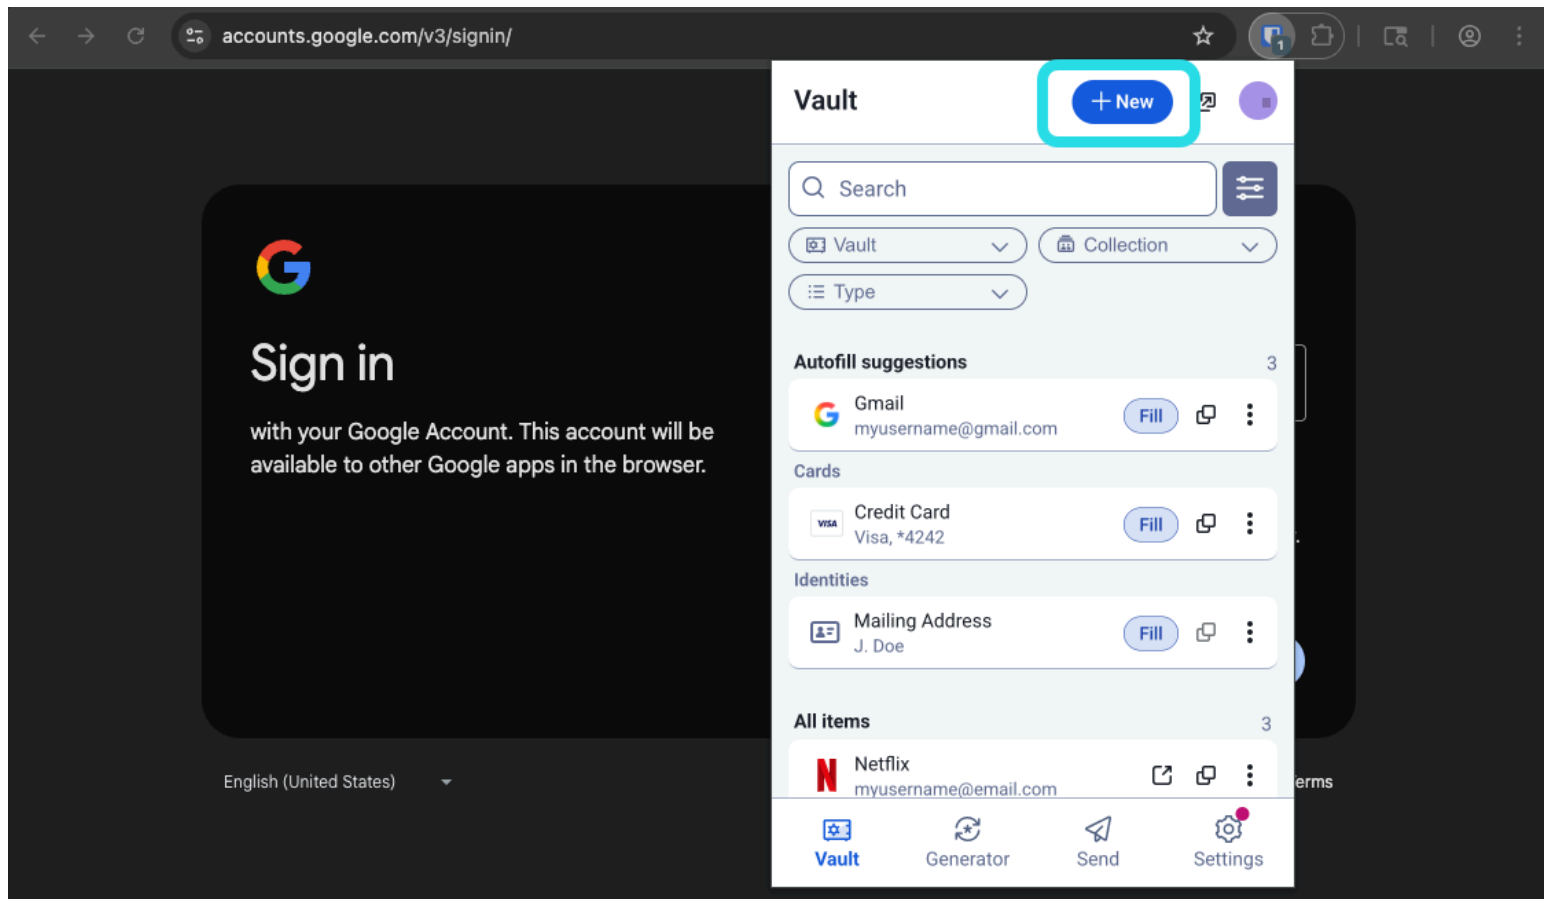 accounts.google.com/v3/signin/
1
Sign in
with your Google Account. This account will be
available to other Google apps in the browser.
English (United States)
Vault
New
Search
Vault
Collection
Type
Autofill suggestions
3
Gmail
myusername@gmail.com
Fill
Cards
VISA
Credit Card
Visa, *4242
Fill
Identities
Mailing Address
J. Doe
Fill
All items
3
Netflix
myusername@email.com
Vault
Generator
Send
Settings